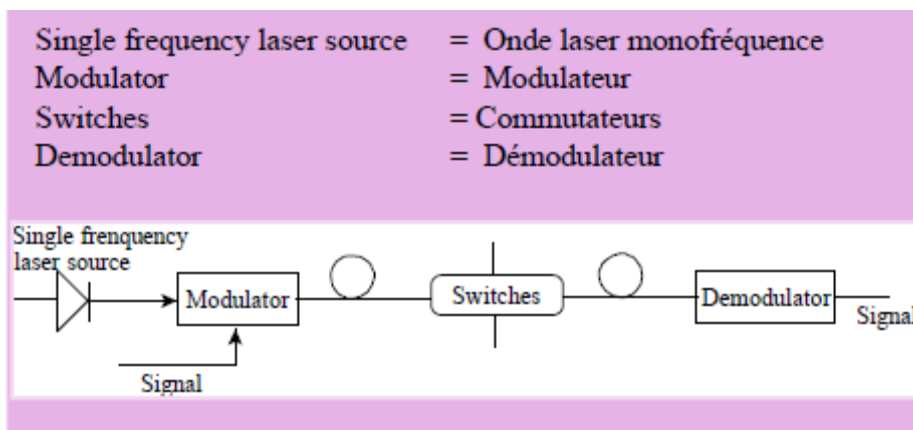 Single frequency laser source = Onde laser monofréquence
Modulator = Modulateur
Switches = Commutateurs
Demodulator = Démodulateur
Single frenquency
laser source
Modulator
Switches
Demodulator
Signal
Signal